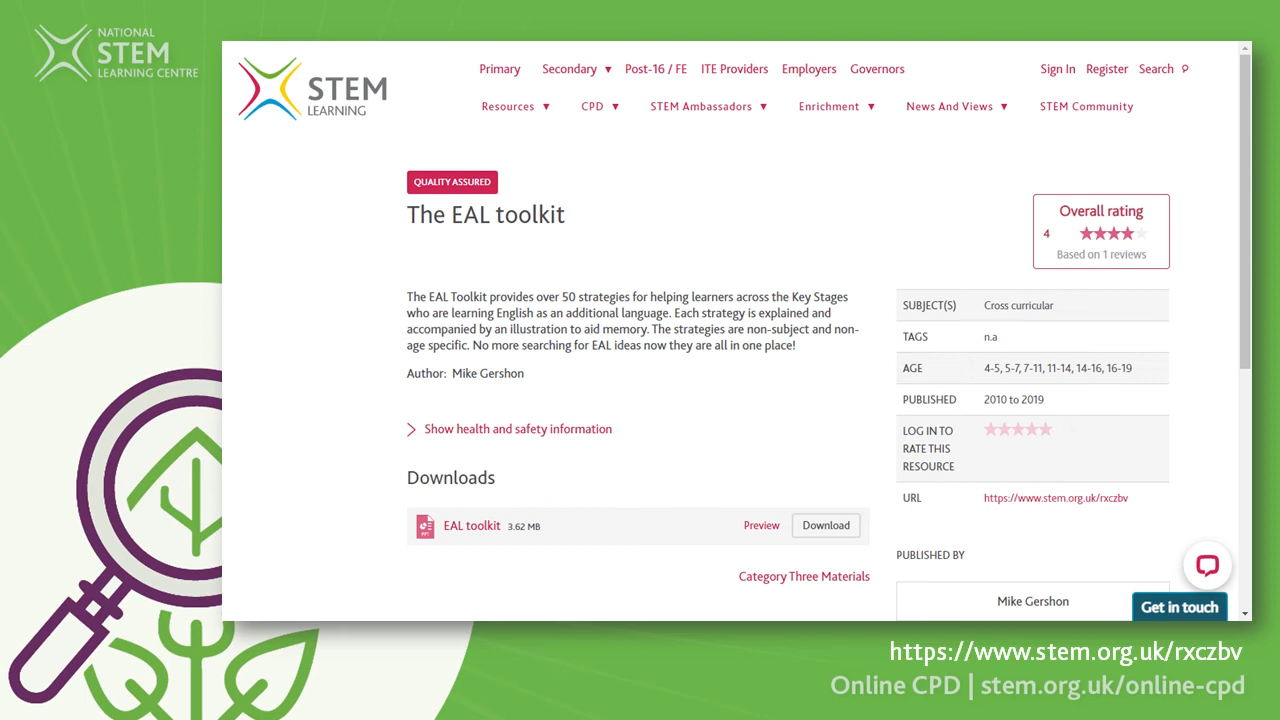 NATIONAL
STEM
LEARNING CENTRE
STEM
LEARNING
Primary Secondary ▼ Post-16 / FE ITE Providers Employers Governors
Sign In Register Search
Resources ▼ CPD ▼ STEM Ambassadors ▼ Enrichment ▼ News And Views ▼ STEM Community
QUALITY ASSURED
The EAL toolkit
Overall rating
4
Based on 1 reviews
The EAL Toolkit provides over 50 strategies for helping learners across the Key Stages
who are learning English as an additional language. Each strategy is explained and
accompanied by an illustration to aid memory. The strategies are non-subject and non-
age specific. No more searching for EAL ideas now they are all in one place!
Author: Mike Gershon
Show health and safety information
Downloads
PPT
EAL toolkit 3.62 MB Preview Download
Category Three Materials
SUBJECT(S) Cross curricular
TAGS n.a
AGE 4-5, 5-7, 7-11, 11-14, 14-16, 16-19
PUBLISHED 2010 to 2019
LOG IN TO
RATE THIS
RESOURCE
URL https://www.stem.org.uk/rxczbv
PUBLISHED BY
Mike Gershon
Get in touch
https://www.stem.org.uk/rxczbv
Online CPD | stem.org.uk/online-cpd